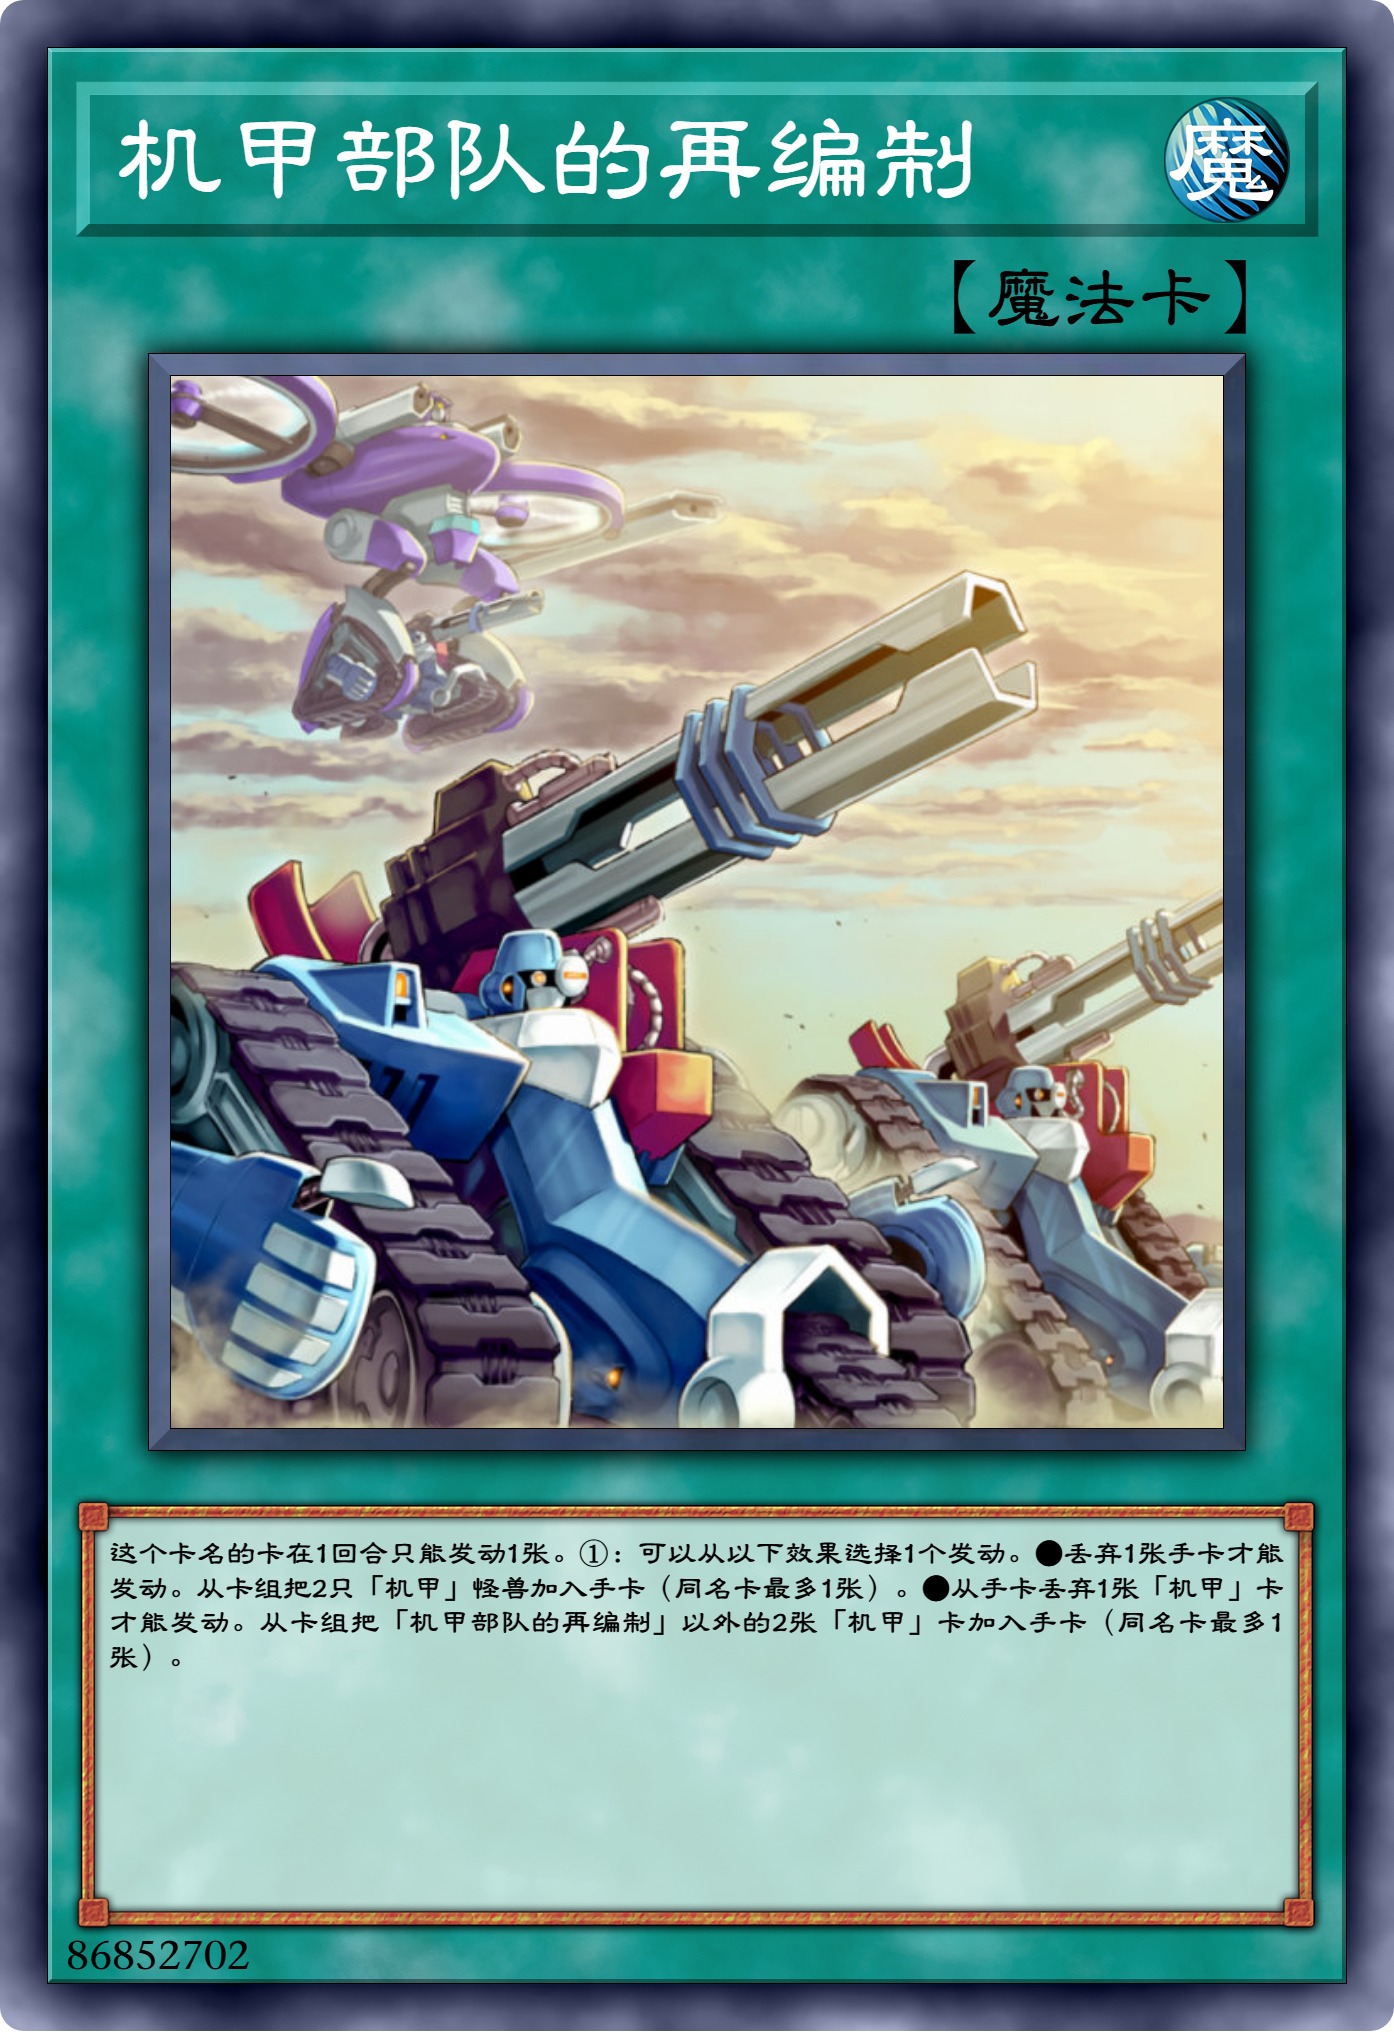 机甲部队的再编制
魔
【魔法卡】
这个卡名的卡在1回合只能发动1张。①：可以从以下效果选择1个发动。●丢弃1张手卡才能
发动。从卡组把2只「机甲」怪兽加入手卡（同名卡最多1张）。●从手卡丢弃1张「机甲」卡
才能发动。从卡组把「机甲部队的再编制」以外的2张「机甲」卡加入手卡（同名卡最多1
张）。
86852702